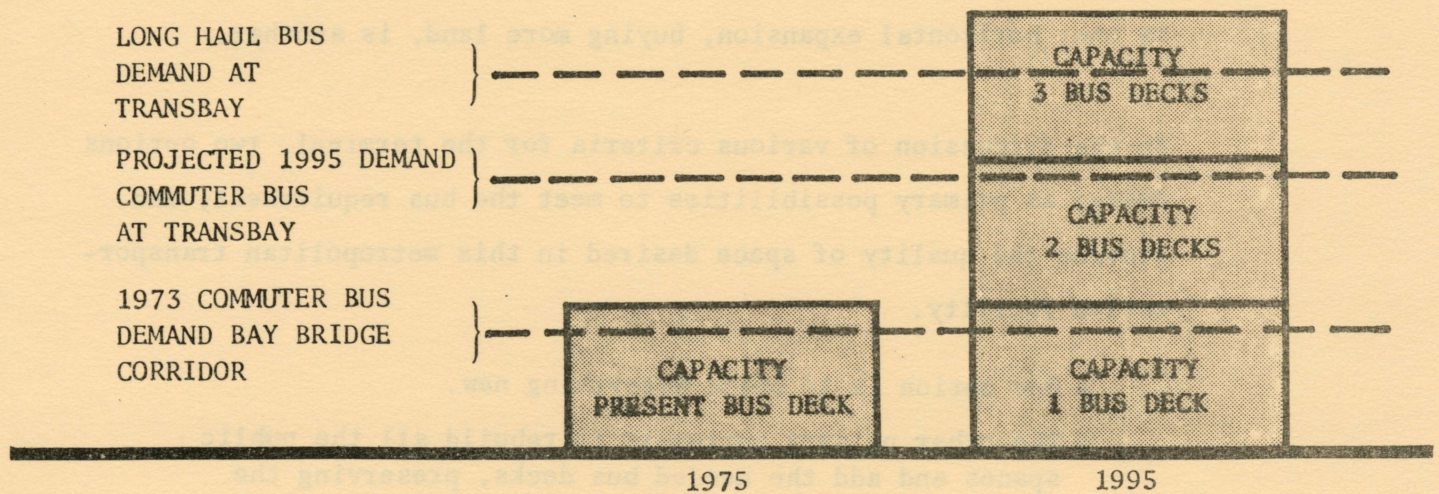 LONG HAUL BUS
DEMAND AT
TRANSBAY
PROJECTED 1995 DEMAND
COMMUTER BUS
AT TRANSBAY
1973 COMMUTER BUS
DEMAND BAY BRIDGE
CORRIDOR
CAPACITY
PRESENT BUS DECK
CAPACITY
3 BUS DECKS
CAPACITY
2 BUS DECKS
CAPACITY
1 BUS DECK
1975
1995